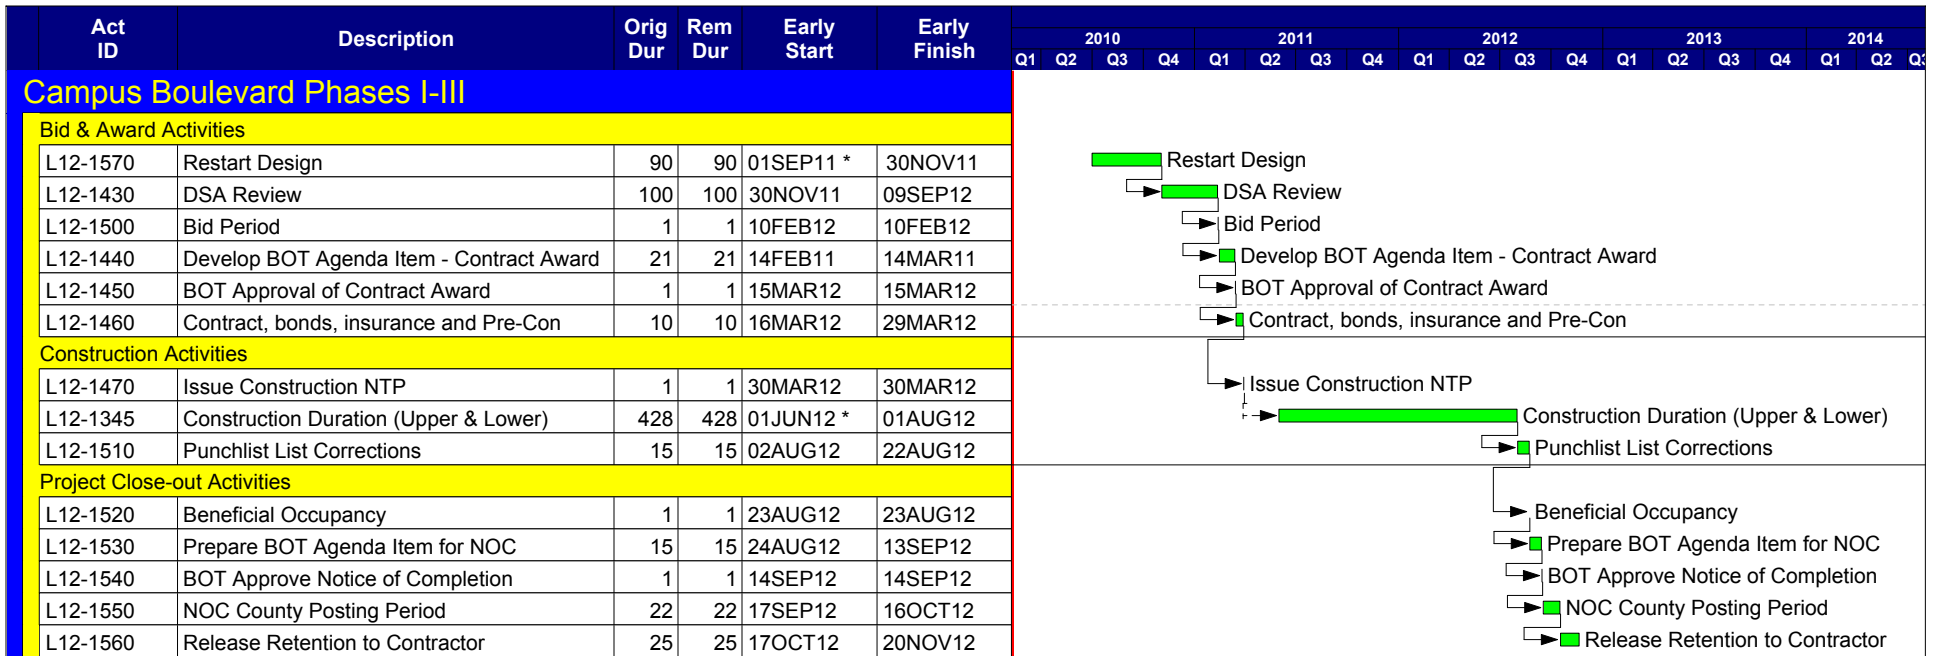 Act ID Description Orig Dur Rem Dur Early Start Early Finish
2010 2011 2012 2013 2014
Q1 Q2 Q3 Q4 Q1 Q2 Q3 Q4 Q1 Q2 Q3 Q4 Q1 Q2 Q3 Q4 Q1 Q2 Q3
Campus Boulevard Phases I-III
Bid & Award Activities
L12-1570 Restart Design 90 90 01SEP11 * 30NOV11 Restart Design
L12-1430 DSA Review 100 100 30NOV11 09SEP12 DSA Review
L12-1500 Bid Period 1 1 10FEB12 10FEB12 Bid Period
L12-1440 Develop BOT Agenda Item - Contract Award 21 21 14FEB11 14MAR11 Develop BOT Agenda Item - Contract Award
L12-1450 BOT Approval of Contract Award 1 1 15MAR12 15MAR12 BOT Approval of Contract Award
L12-1460 Contract, bonds, insurance and Pre-Con 10 10 16MAR12 29MAR12 Contract, bonds, insurance and Pre-Con
Construction Activities
L12-1470 Issue Construction NTP 1 1 30MAR12 30MAR12 Issue Construction NTP
L12-1345 Construction Duration (Upper & Lower) 428 428 01JUN12 * 01AUG12 Construction Duration (Upper & Lower)
L12-1510 Punchlist List Corrections 15 15 02AUG12 22AUG12 Punchlist List Corrections
Project Close-out Activities
L12-1520 Beneficial Occupancy 1 1 23AUG12 23AUG12 Beneficial Occupancy
L12-1530 Prepare BOT Agenda Item for NOC 15 15 24AUG12 13SEP12 Prepare BOT Agenda Item for NOC
L12-1540 BOT Approve Notice of Completion 1 1 14SEP12 14SEP12 BOT Approve Notice of Completion
L12-1550 NOC County Posting Period 22 22 17SEP12 16OCT12 NOC County Posting Period
L12-1560 Release Retention to Contractor 25 25 17OCT12 20NOV12 Release Retention to Contractor